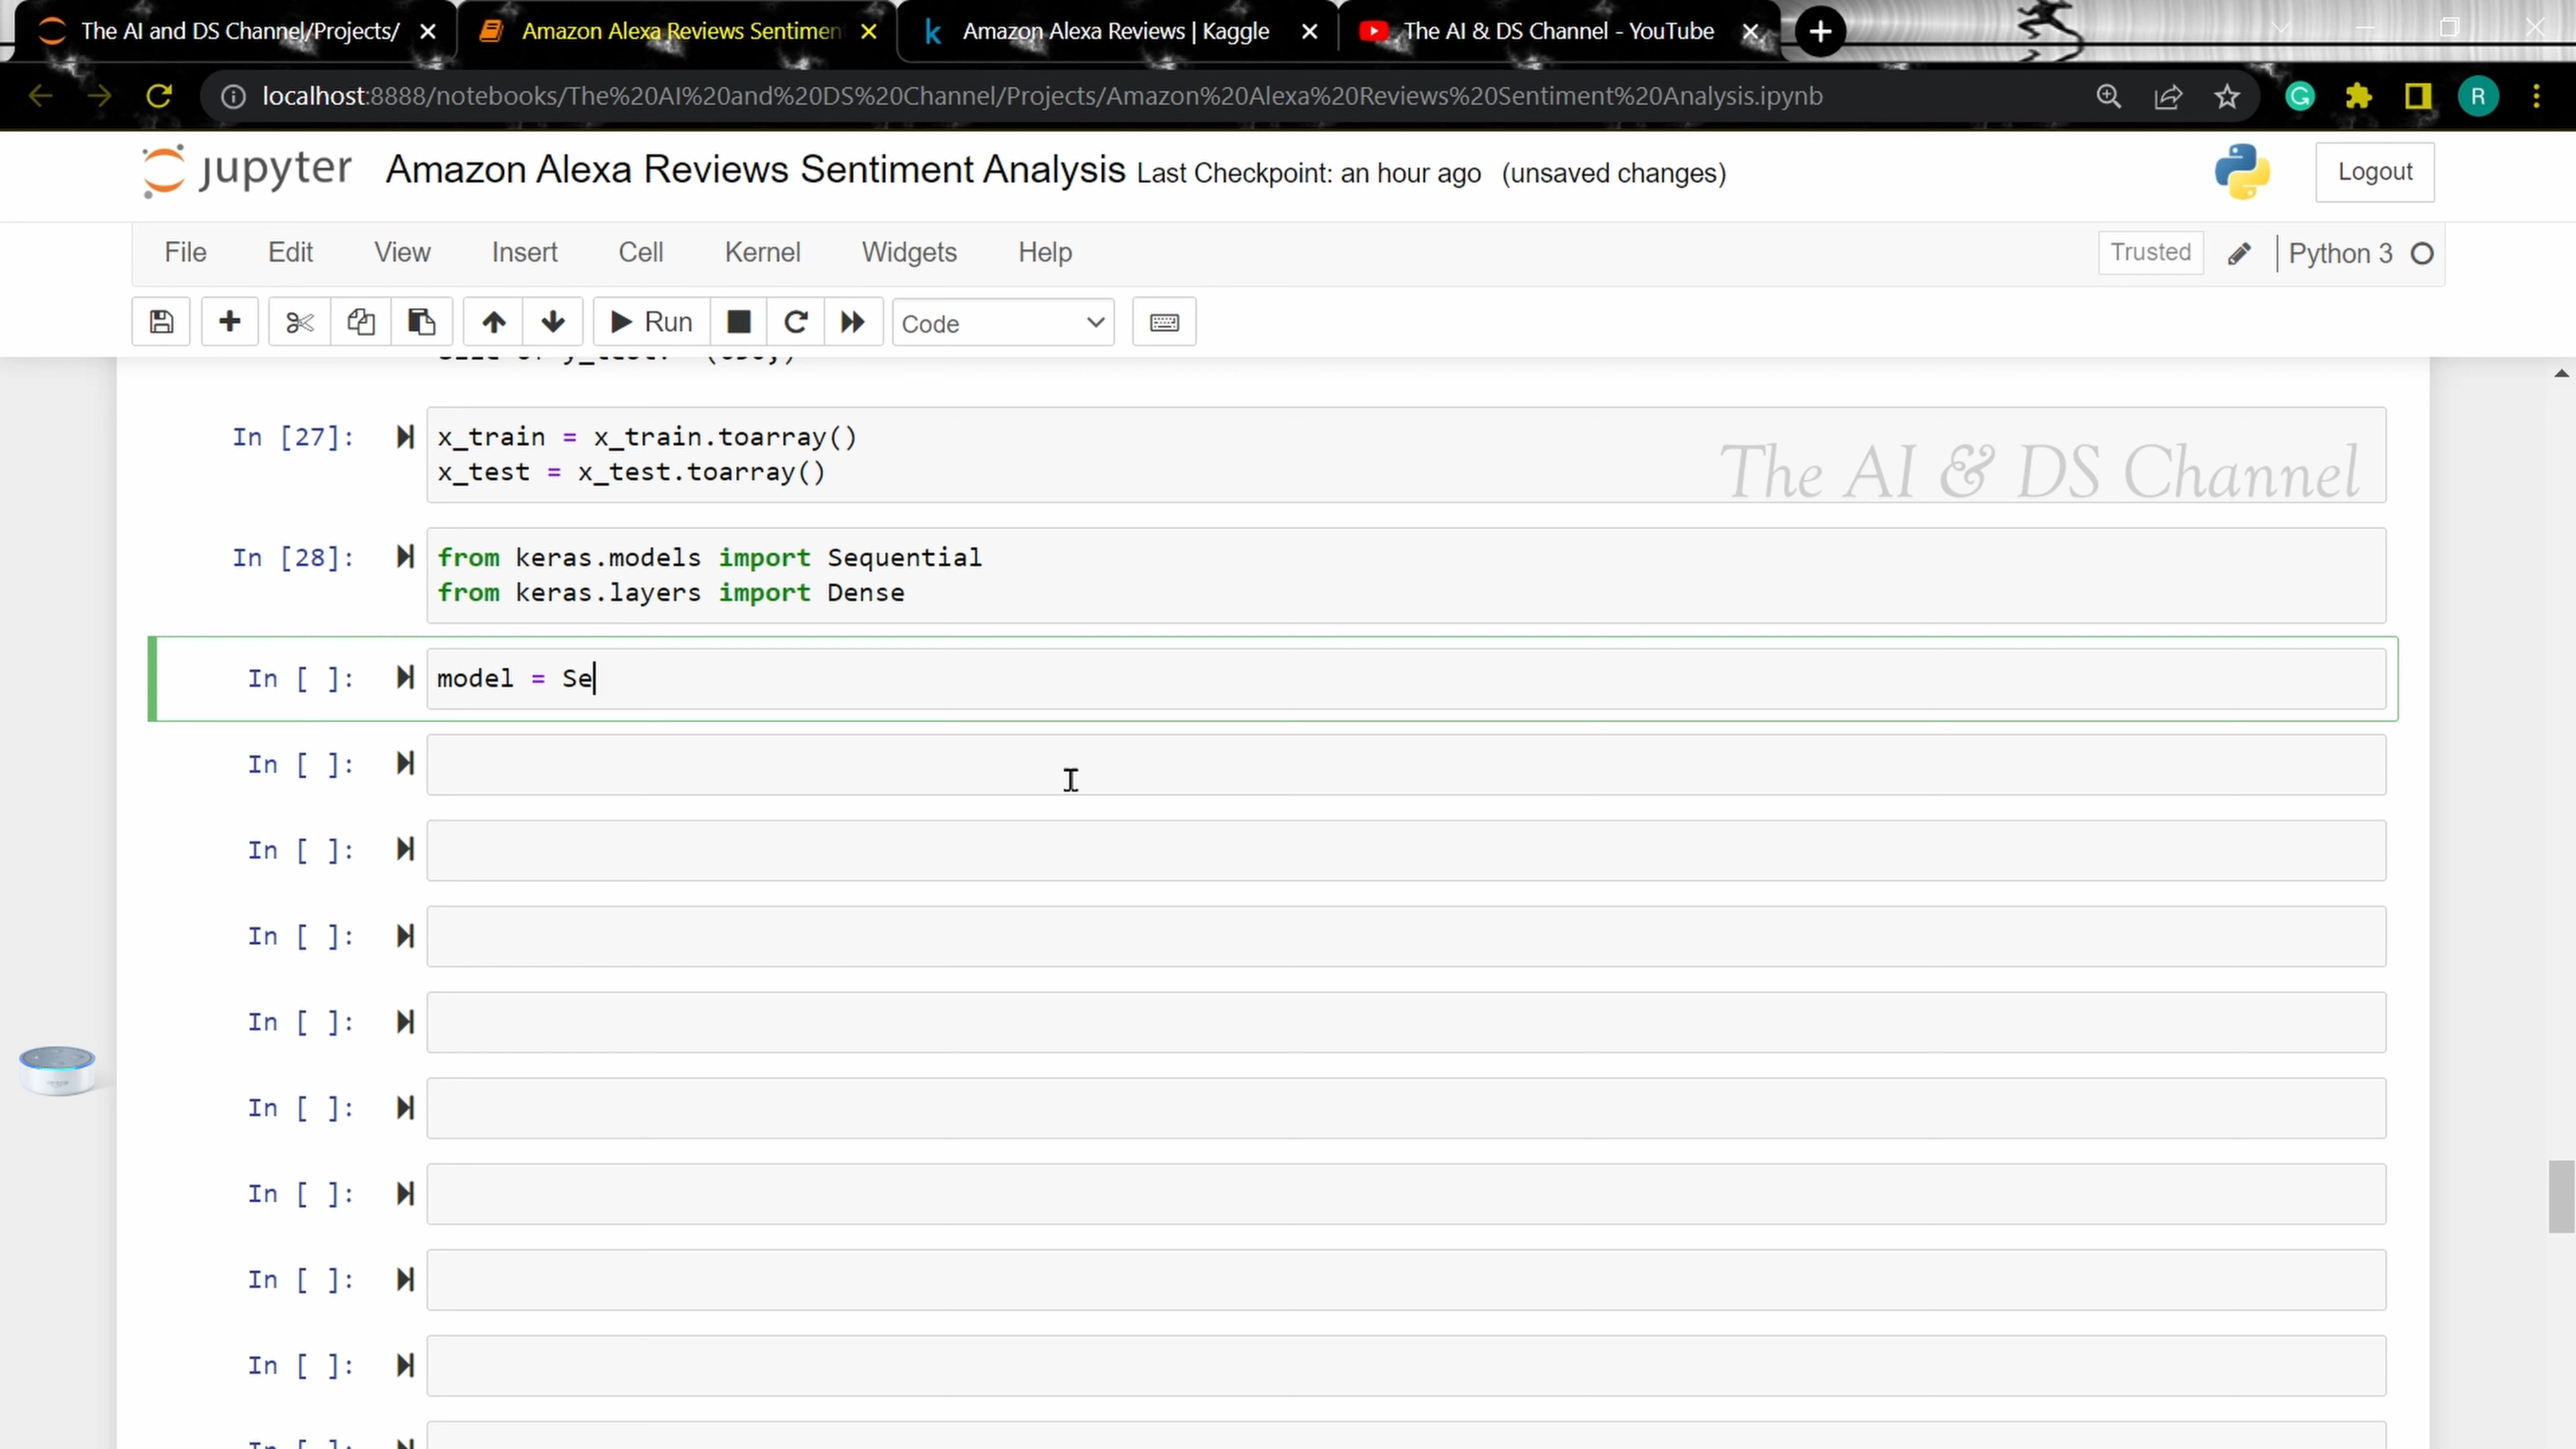 The AI and DS Channel/Projects/
Amazon Alexa Reviews Sentimen
Amazon Alexa Reviews | Kaggle
The AI & DS Channel - YouTube
localhost:8888/notebooks/The%20AI%20and%20DS%20Channel/Projects/Amazon%20Alexa%20Reviews%20Sentiment%20Analysis.ipynb
R
jupyter Amazon Alexa Reviews Sentiment Analysis Last Checkpoint: an hour ago (unsaved changes)
Logout
File Edit View Insert Cell Kernel Widgets Help
Trusted
Python 3
Run
Code
In [27]:
x_train = x_train.toarray()
x_test = x_test.toarray()
The AI & DS Channel
In [28]:
from keras.models import Sequential
from keras.layers import Dense
In [ ]:
model = Se
In [ ]:
In [ ]:
In [ ]:
In [ ]:
In [ ]:
In [ ]:
In [ ]:
In [ ]: